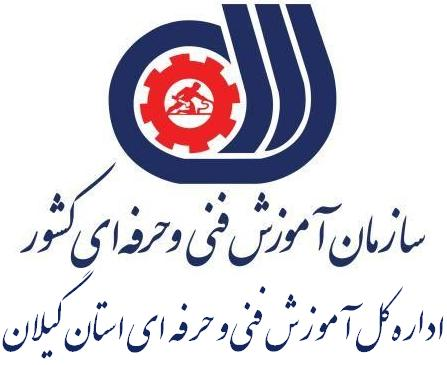 سازمان آموزش فنی و حرفه ای کشور
اداره کل آموزش فنی و حرفه ای استان گیلان